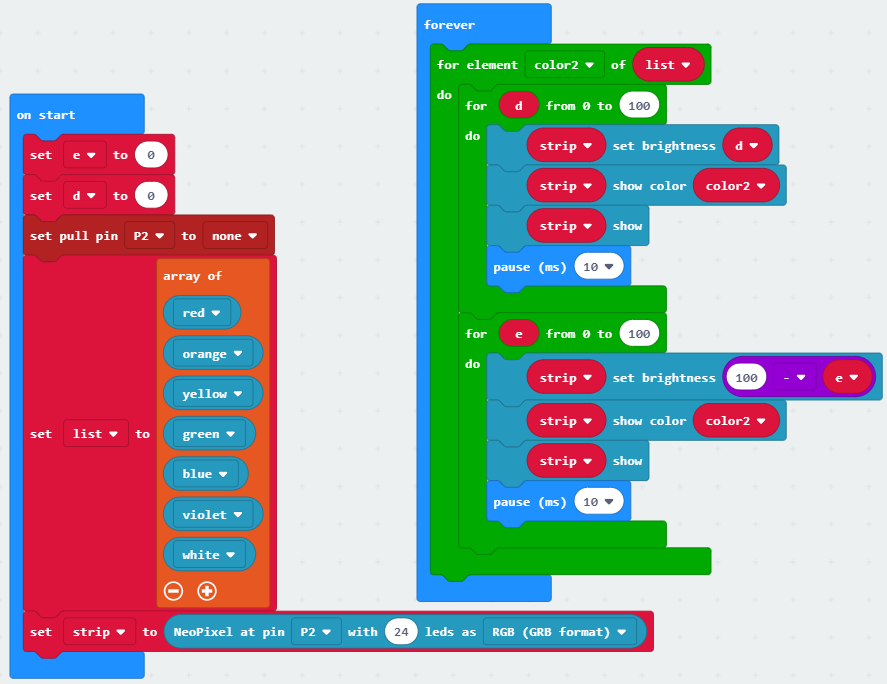 on start
set e to 0
set d to 0
set pull pin P2 to none
set list to
array of
red
orange
yellow
green
blue
violet
white
set strip to NeoPixel at pin P2 with 24 leds as RGB (GRB format)
forever
for element color2 of list
do
for d from 0 to 100
do
strip set brightness d
strip show color color2
strip show
pause (ms) 10
for e from 0 to 100
do
strip set brightness 100 - e
strip show color color2
strip show
pause (ms) 10